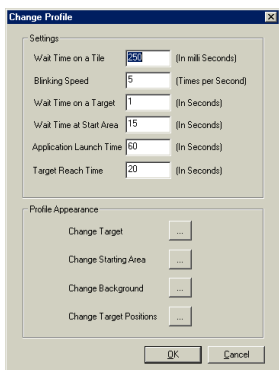 Change Profile
Settings
Wait Time on a Tile 250 (In milli Seconds)
Blinking Speed 5 (Times per Second)
Wait Time on a Target 1 (In Seconds)
Wait Time at Start Area 15 (In Seconds)
Application Launch Time 60 (In Seconds)
Target Reach Time 20 (In Seconds)
Profile Appearance
Change Target ...
Change Starting Area ...
Change Background ...
Change Target Positions ...
OK Cancel